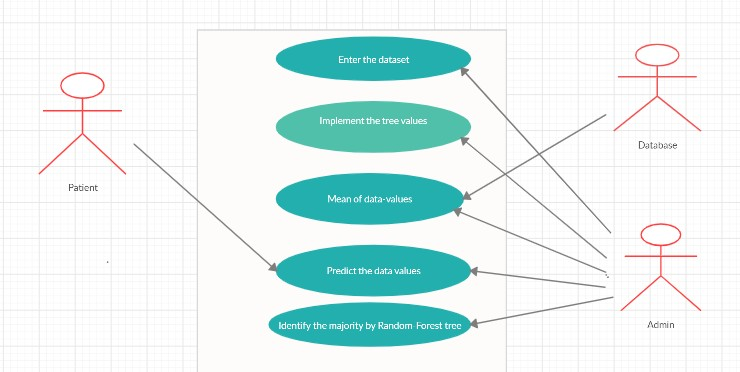 Enter the dataset
Implement the tree values
Database
Patient
Mean of data-values
Predict the data values
Identify the majority by Random-Forest tree
Admin